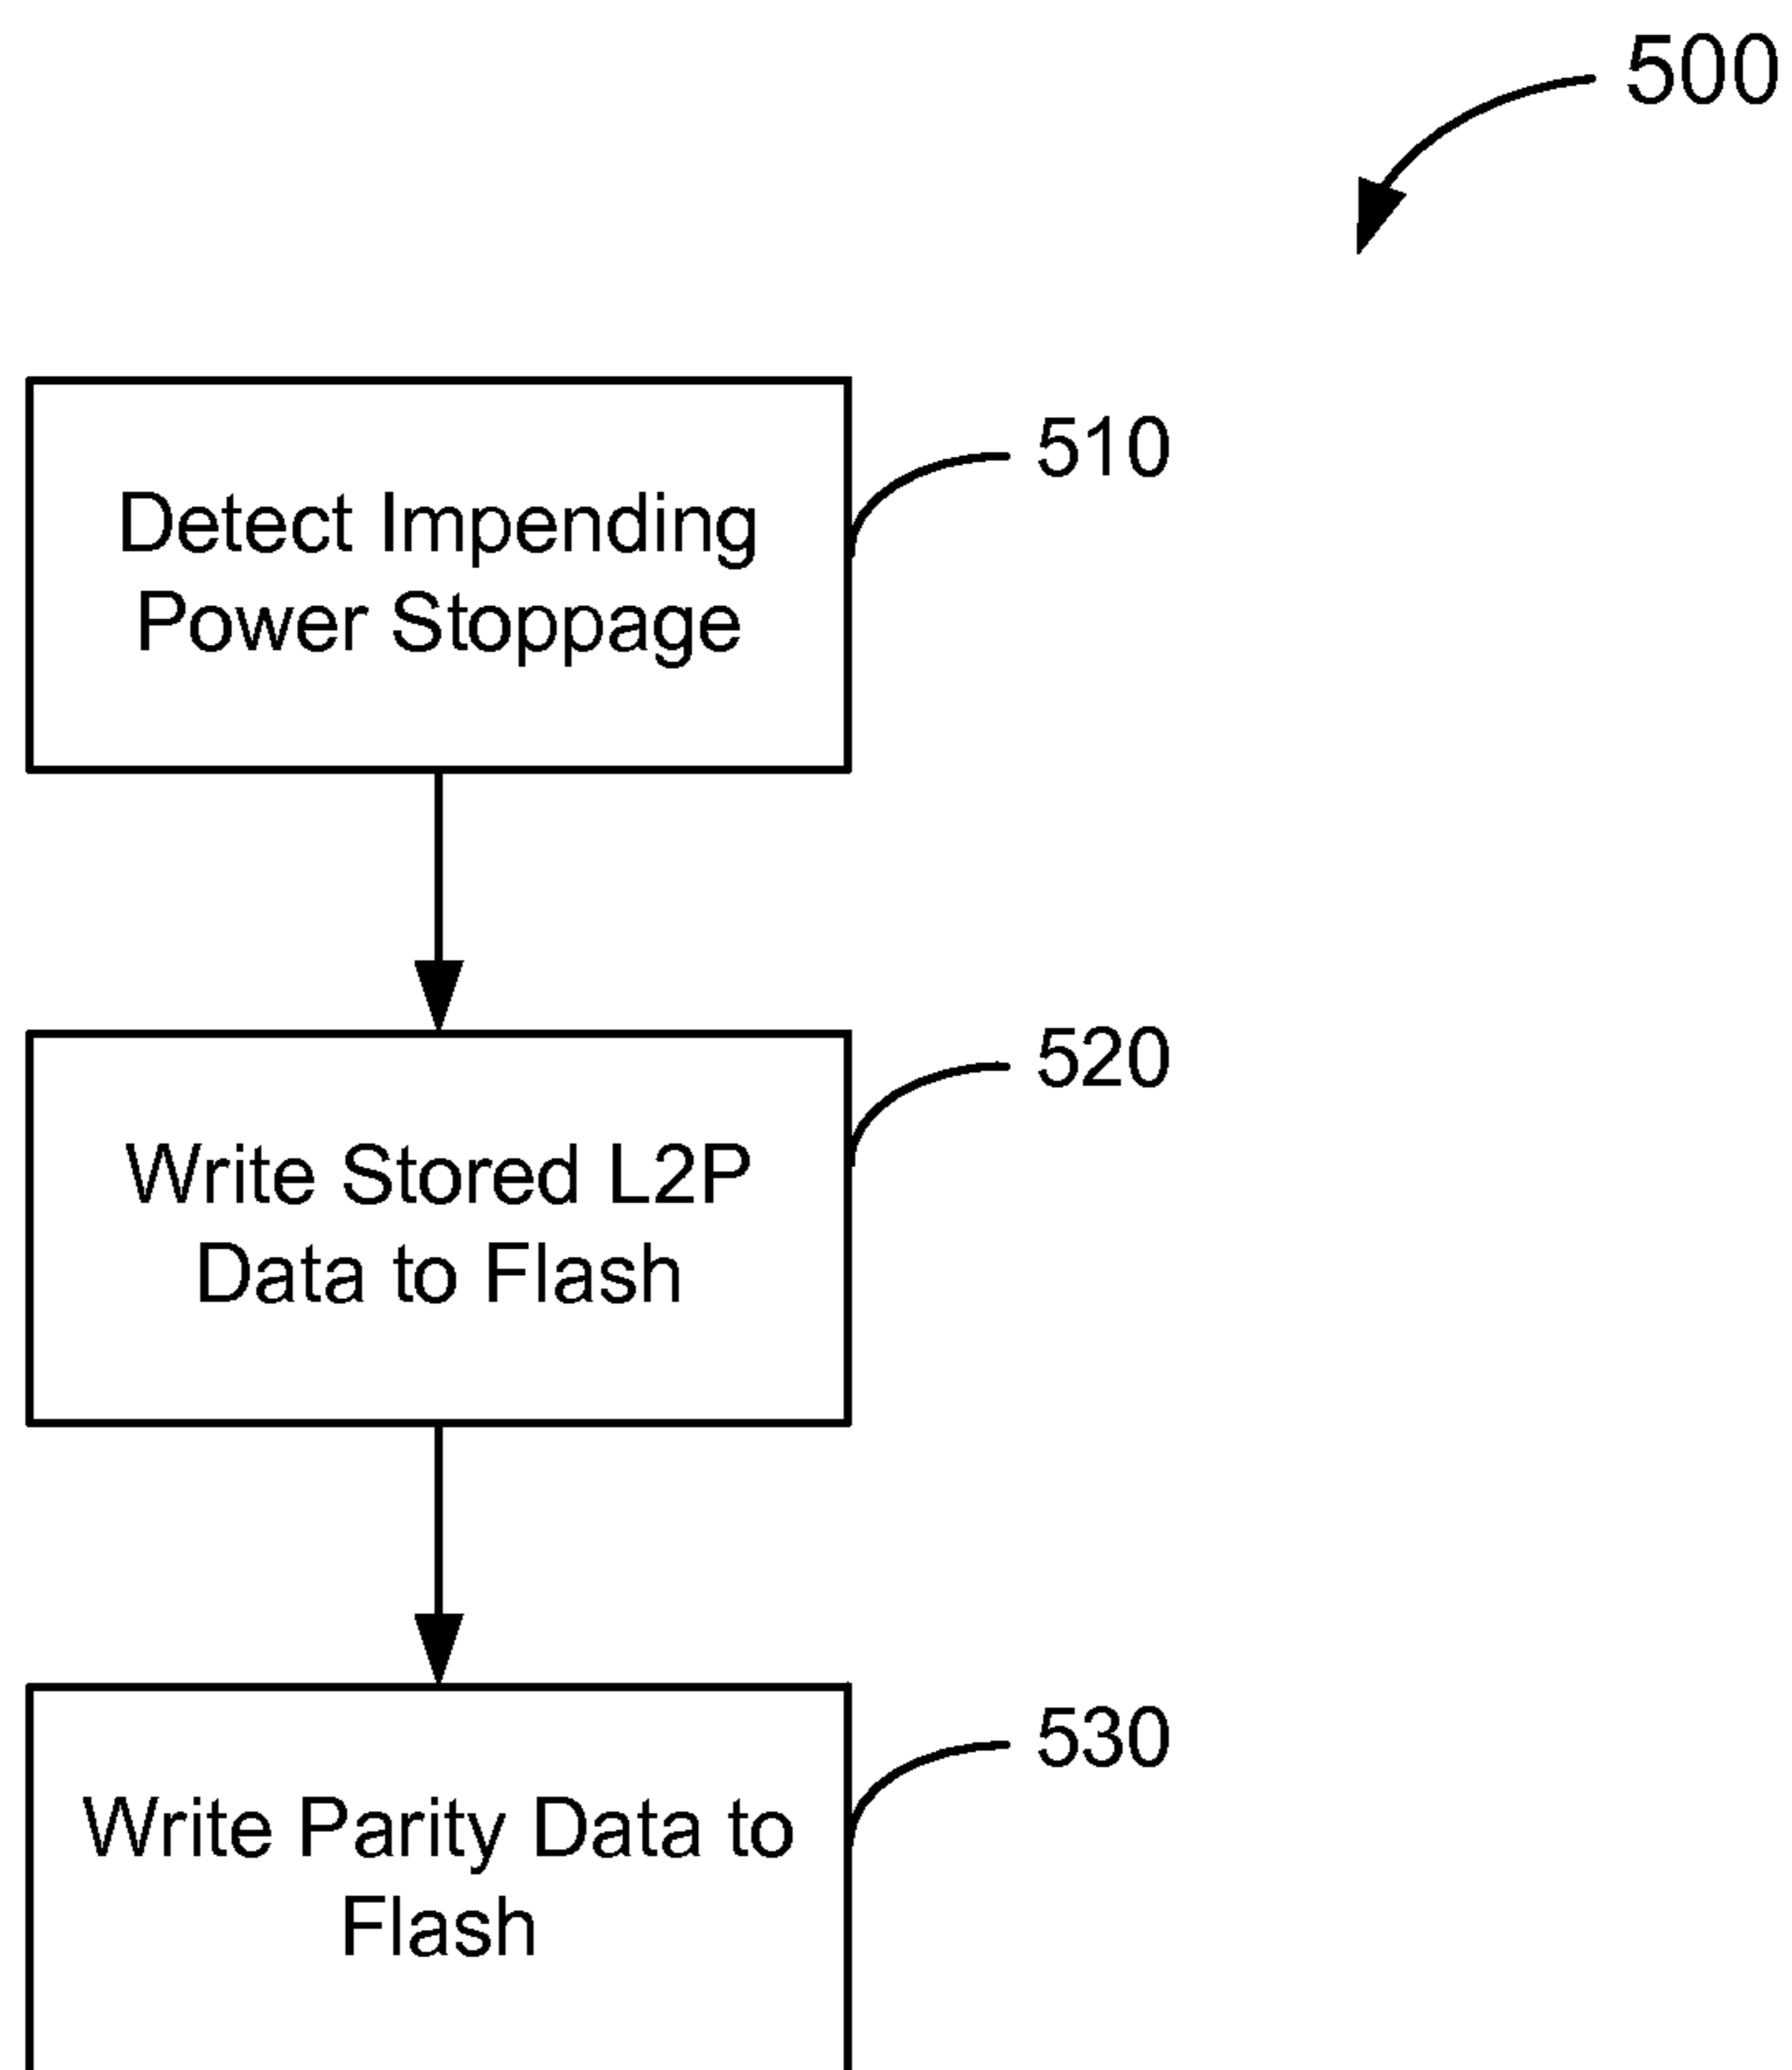 500
510
Detect Impending
Power Stoppage
520
Write Stored L2P
Data to Flash
530
Write Parity Data to
Flash